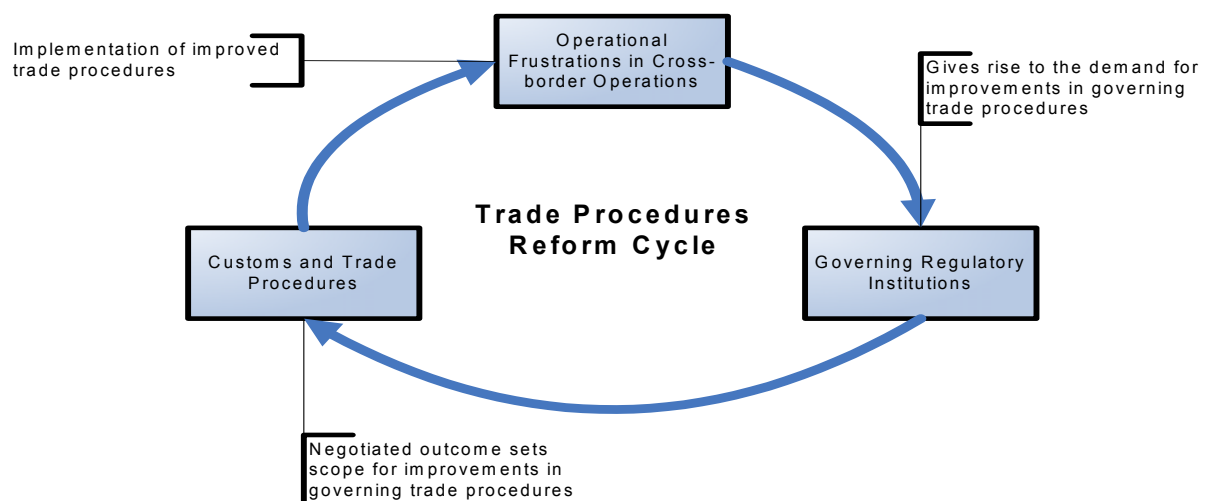 Implementation of improved
trade procedures
Operational
Frustrations in Cross-
border Operations
Gives rise to the demand for
improvements in governing
trade procedures
Trade Procedures
Reform Cycle
Customs and Trade
Procedures
Governing Regulatory
Institutions
Negotiated outcome sets
scope for improvements in
governing trade procedures